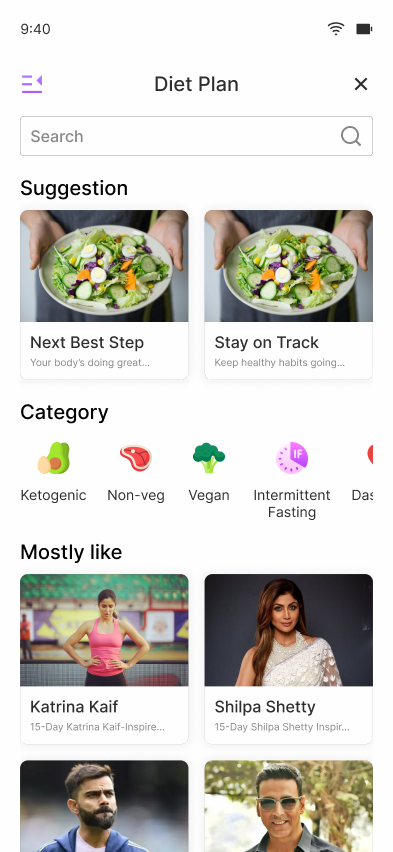 9:40
Diet Plan
Search
Suggestion
Next Best Step
Your body's doing great...
Stay on Track
Keep healthy habits going...
Category
IF
Ketogenic
Non-veg
Vegan
Intermittent
Fasting
Das
Mostly like
Katrina Kaif
15-Day Katrina Kaif-Inspire...
Shilpa Shetty
15-Day Shilpa Shetty Inspir...